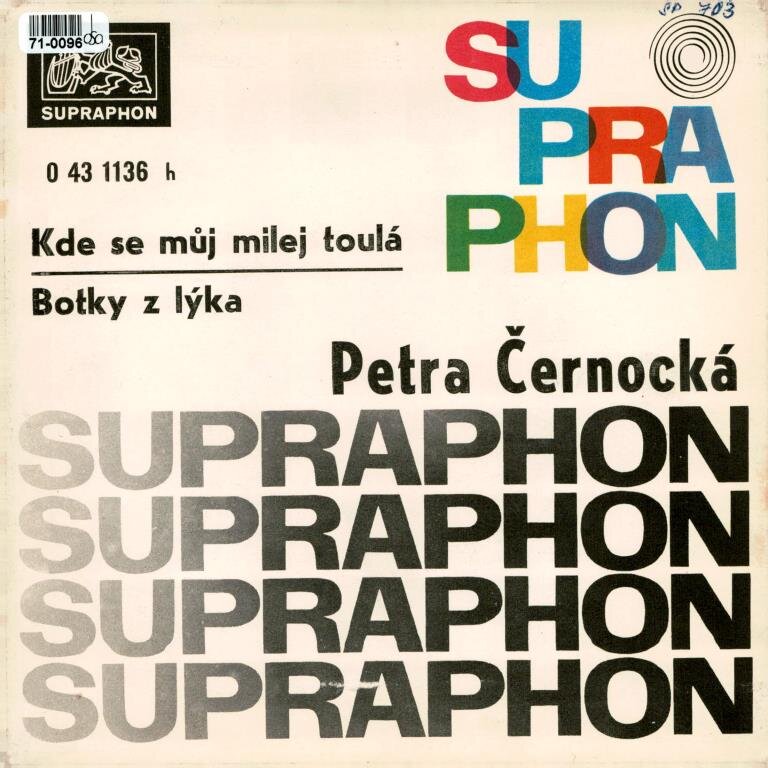 71-0096
SUPRAPHON
SP 703
SU
PRA
PHON
0 43 1136 h
Kde se můj milej toulá
Botky z lýka
Petra Černocká
SUPRAPHON
SUPRAPHON
SUPRAPHON
SUPRAPHON